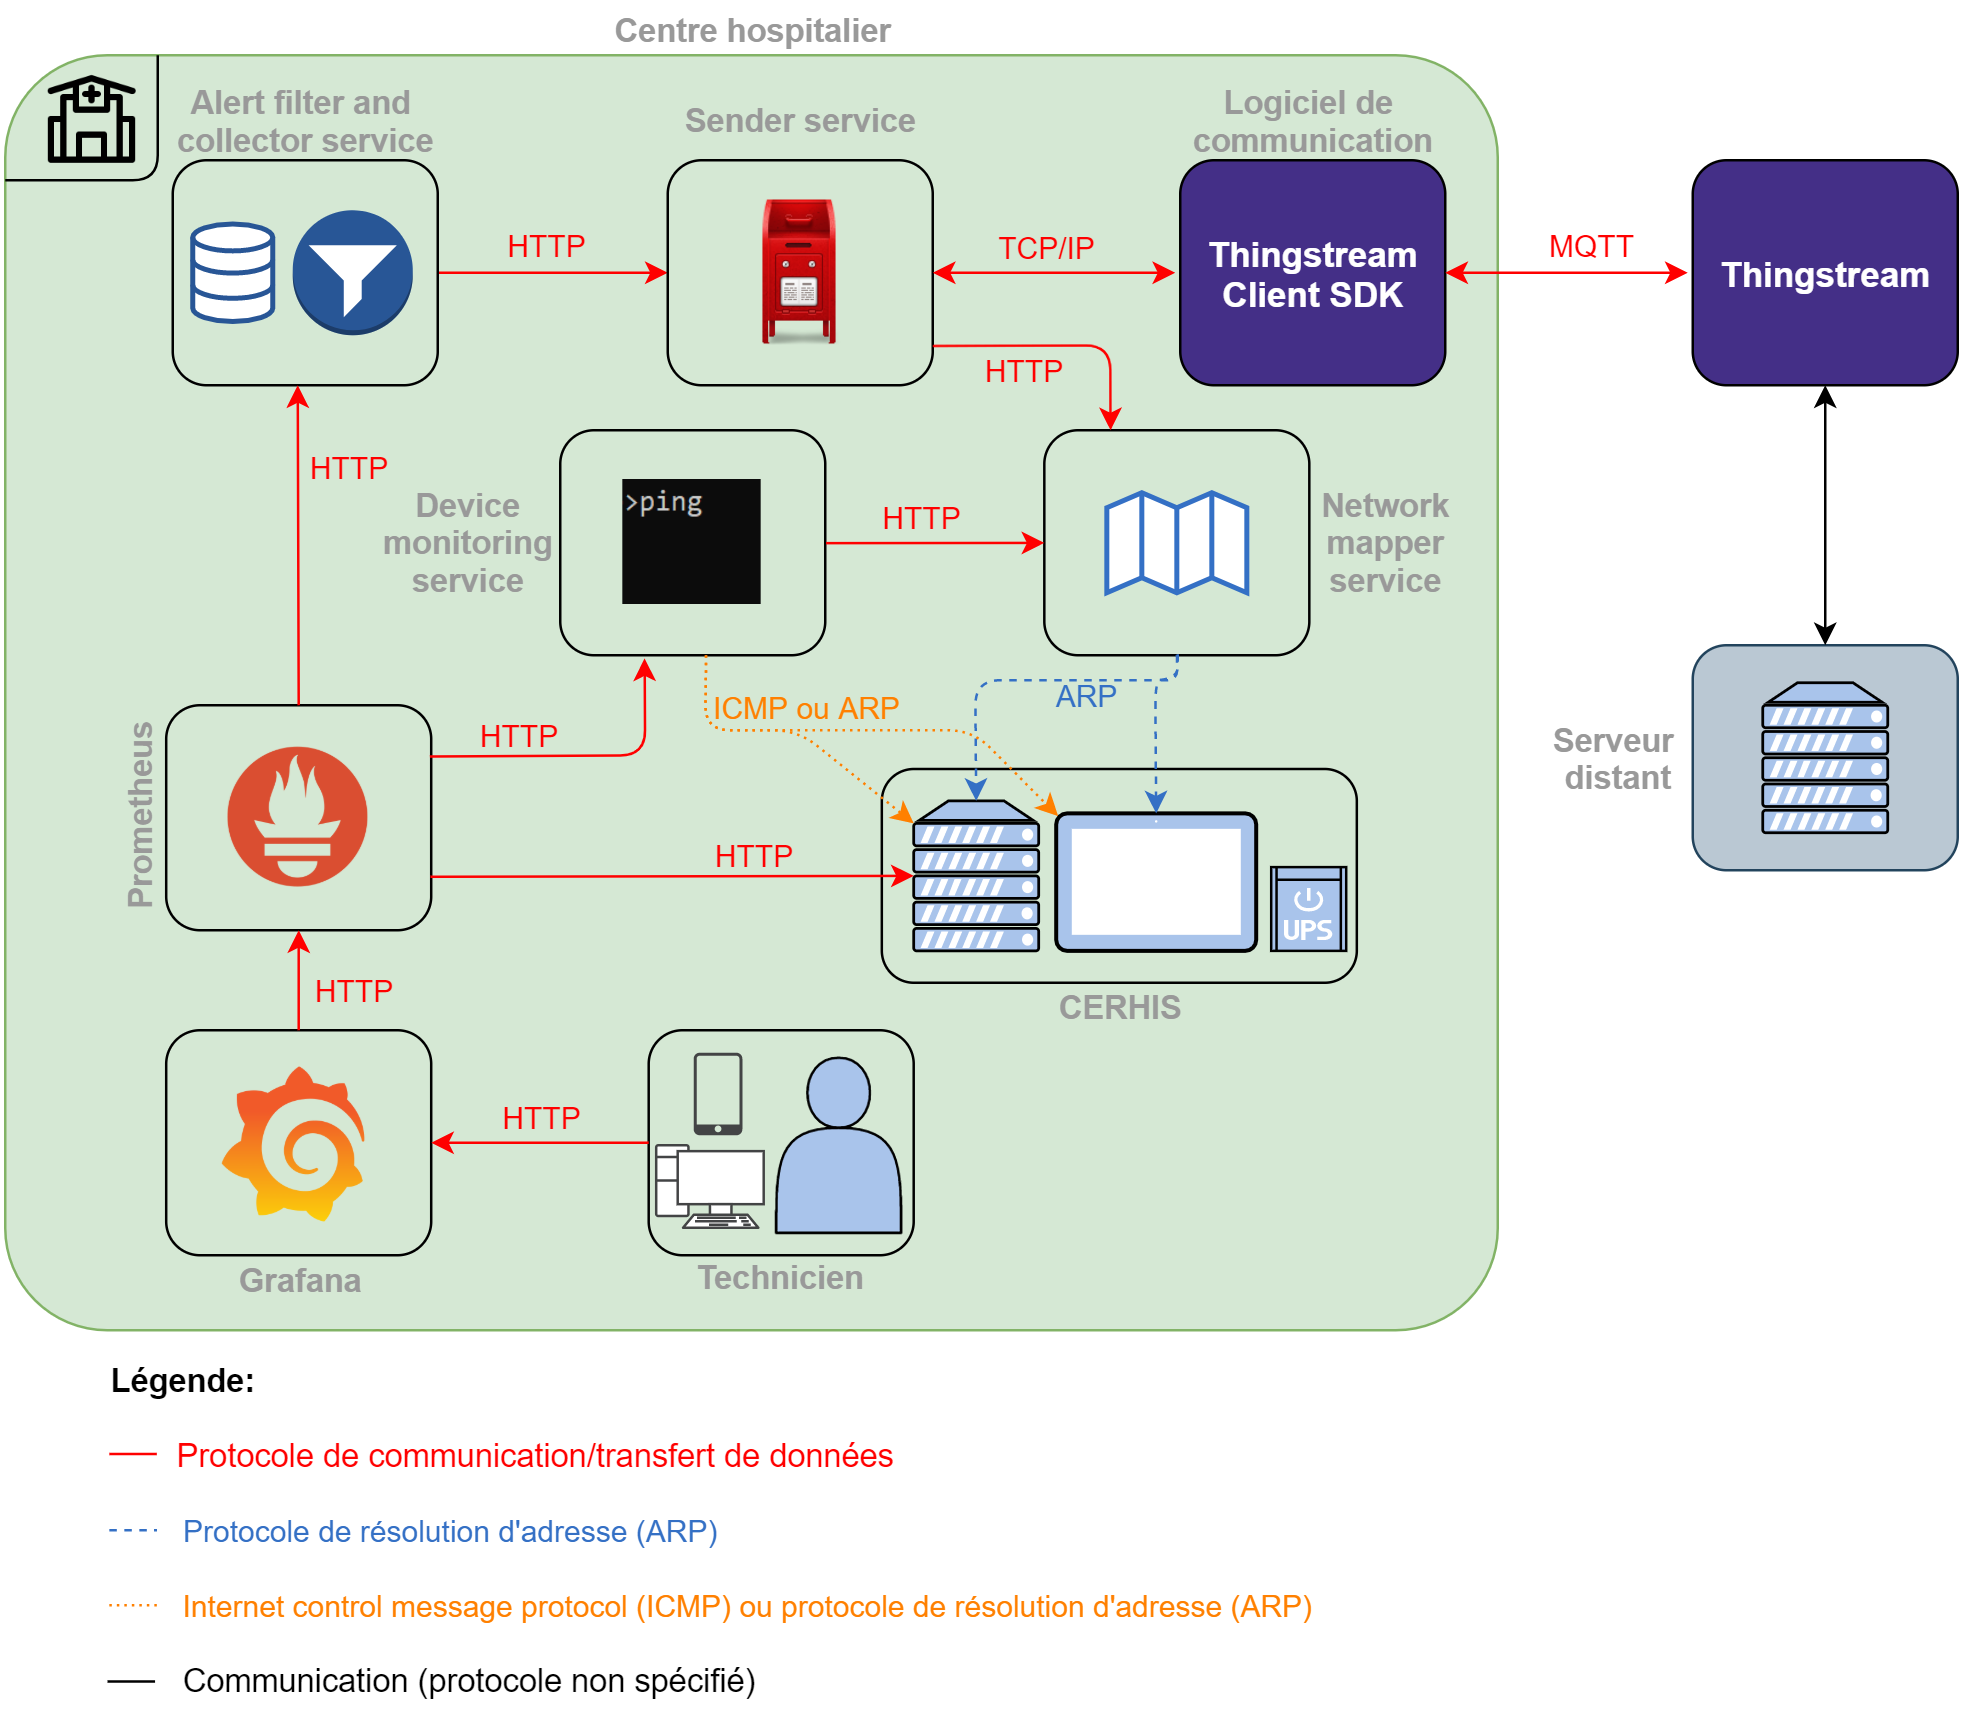 Centre hospitalier
Alert filter and
collector service
Sender service
Logiciel de
communication
HTTP
TCP/IP
Thingstream
Client SDK
MQTT
Thingstream
HTTP
HTTP
Device
monitoring
service
>ping
HTTP
Network
mapper
service
ICMP ou ARP
ARP
Prometheus
HTTP
HTTP
UPS
CERHIS
Serveur
distant
HTTP
HTTP
Grafana
Technicien
Légende:
Protocole de communication/transfert de données
Protocole de résolution d'adresse (ARP)
Internet control message protocol (ICMP) ou protocole de résolution d'adresse (ARP)
Communication (protocole non spécifié)